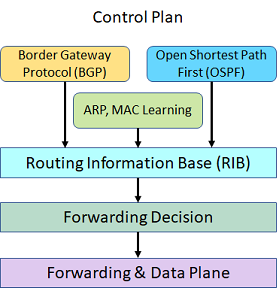 Control Plan
Border Gateway
Protocol (BGP)
Open Shortest Path
First (OSPF)
ARP, MAC Learning
Routing Information Base (RIB)
Forwarding Decision
Forwarding & Data Plane